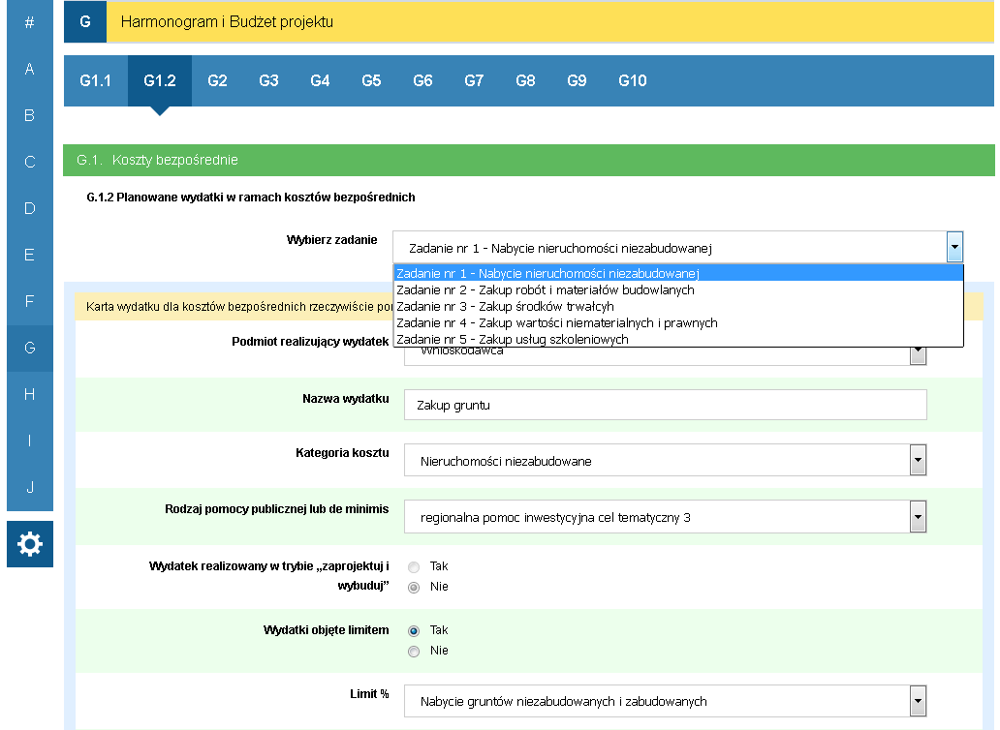 #
A
B
C
D
E
F
G
H
I
J
G Harmonogram i Budżet projektu
G1.1 G1.2 G2 G3 G4 G5 G6 G7 G8 G9 G10
G.1. Koszty bezpośrednie
G.1.2 Planowane wydatki w ramach kosztów bezpośrednich
Wybierz zadanie Zadanie nr 1 - Nabycie nieruchomości niezabudowanej
Zadanie nr 1 - Nabycie nieruchomości niezabudowanej
Zadanie nr 2 - Zakup robót i materiałów budowlanych
Zadanie nr 3 - Zakup środków trwałcyh
Zadanie nr 4 - Zakup wartości niematerialnych i prawnych
Zadanie nr 5 - Zakup usług szkoleniowych
Karta wydatku dla kosztów bezpośrednich rzeczywiście po
Podmiot realizujący wydatek Wnioskodawca
Nazwa wydatku Zakup gruntu
Kategoria kosztu Nieruchomości niezabudowane
Rodzaj pomocy publicznej lub de minimis regionalna pomoc inwestycyjna cel tematyczny 3
Wydatek realizowany w trybie „zaprojektuj i
wybuduj”
Tak
Nie
Wydatki objęte limitem Tak
Nie
Limit % Nabycie gruntów niezabudowanych i zabudowanych